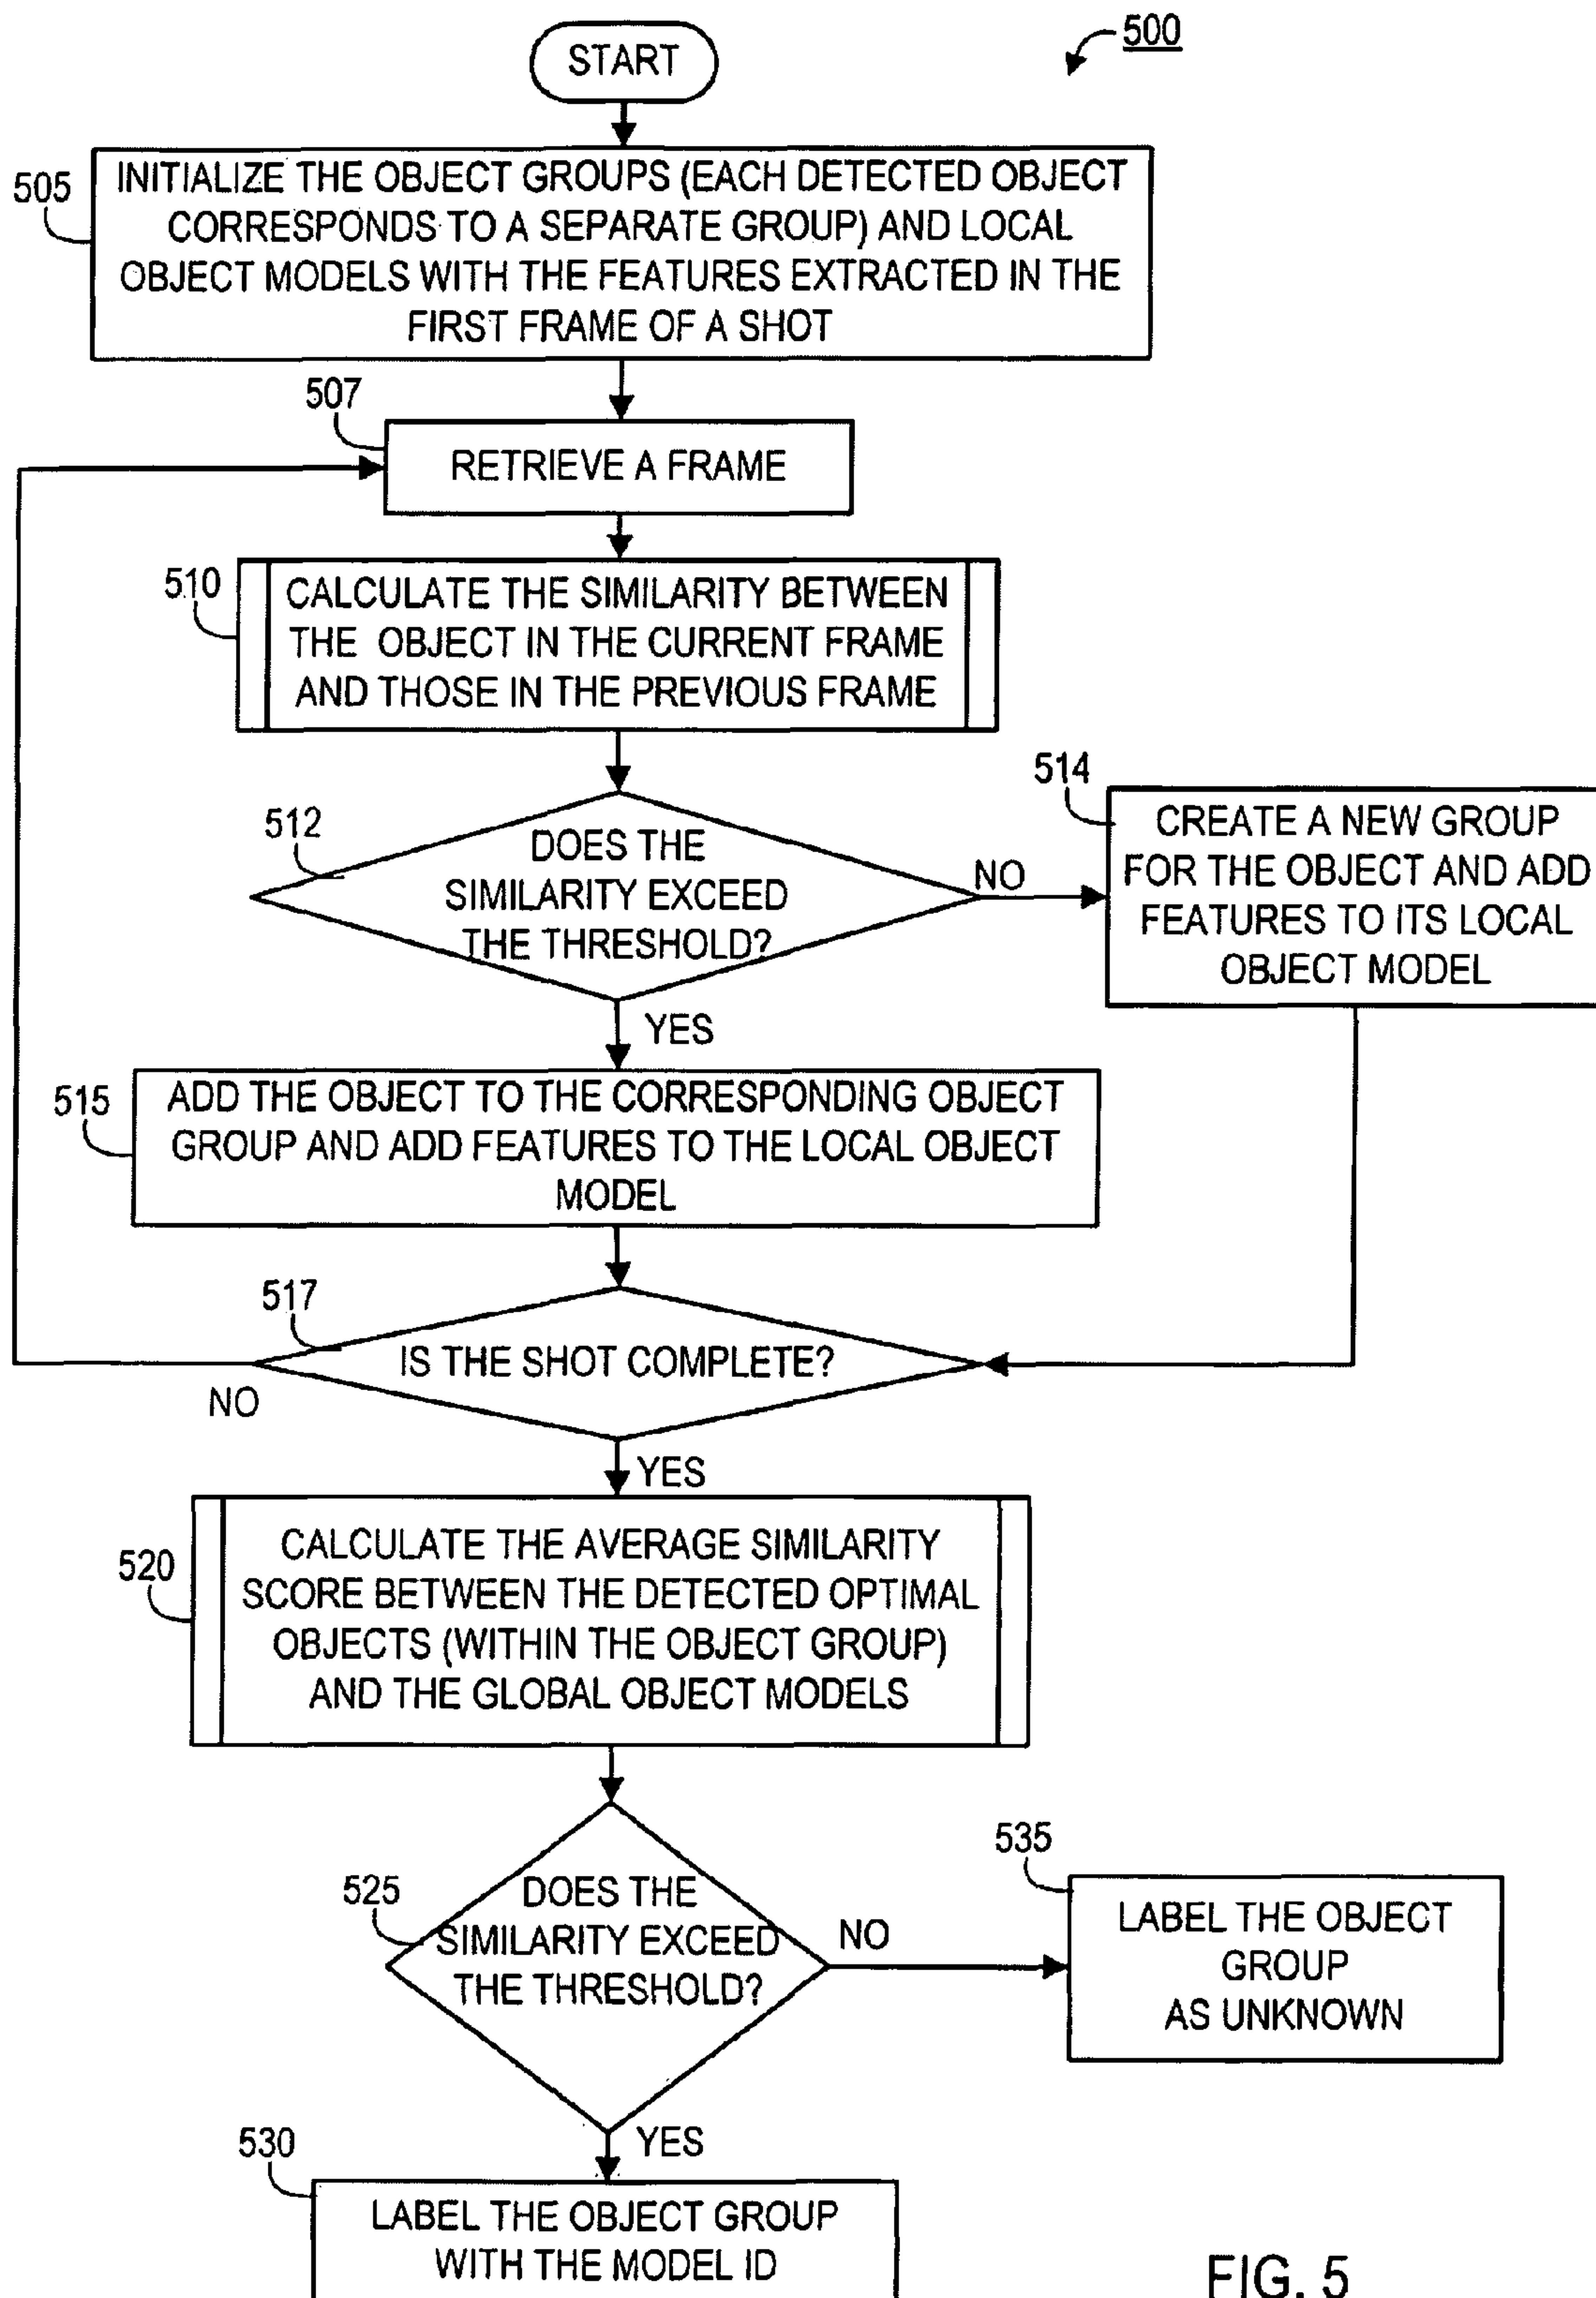 START
500
505
INITIALIZE THE OBJECT GROUPS (EACH DETECTED OBJECT
CORRESPONDS TO A SEPARATE GROUP) AND LOCAL
OBJECT MODELS WITH THE FEATURES EXTRACTED IN THE
FIRST FRAME OF A SHOT
507
RETRIEVE A FRAME
510
CALCULATE THE SIMILARITY BETWEEN
THE OBJECT IN THE CURRENT FRAME
AND THOSE IN THE PREVIOUS FRAME
512
DOES THE
SIMILARITY EXCEED
THE THRESHOLD?
NO
514
CREATE A NEW GROUP
FOR THE OBJECT AND ADD
FEATURES TO ITS LOCAL
OBJECT MODEL
YES
515
ADD THE OBJECT TO THE CORRESPONDING OBJECT
GROUP AND ADD FEATURES TO THE LOCAL OBJECT
MODEL
517
IS THE SHOT COMPLETE?
NO
YES
520
CALCULATE THE AVERAGE SIMILARITY
SCORE BETWEEN THE DETECTED OPTIMAL
OBJECTS (WITHIN THE OBJECT GROUP)
AND THE GLOBAL OBJECT MODELS
525
DOES THE
SIMILARITY EXCEED
THE THRESHOLD?
NO
535
LABEL THE OBJECT
GROUP
AS UNKNOWN
YES
530
LABEL THE OBJECT GROUP
WITH THE MODEL ID
FIG. 5